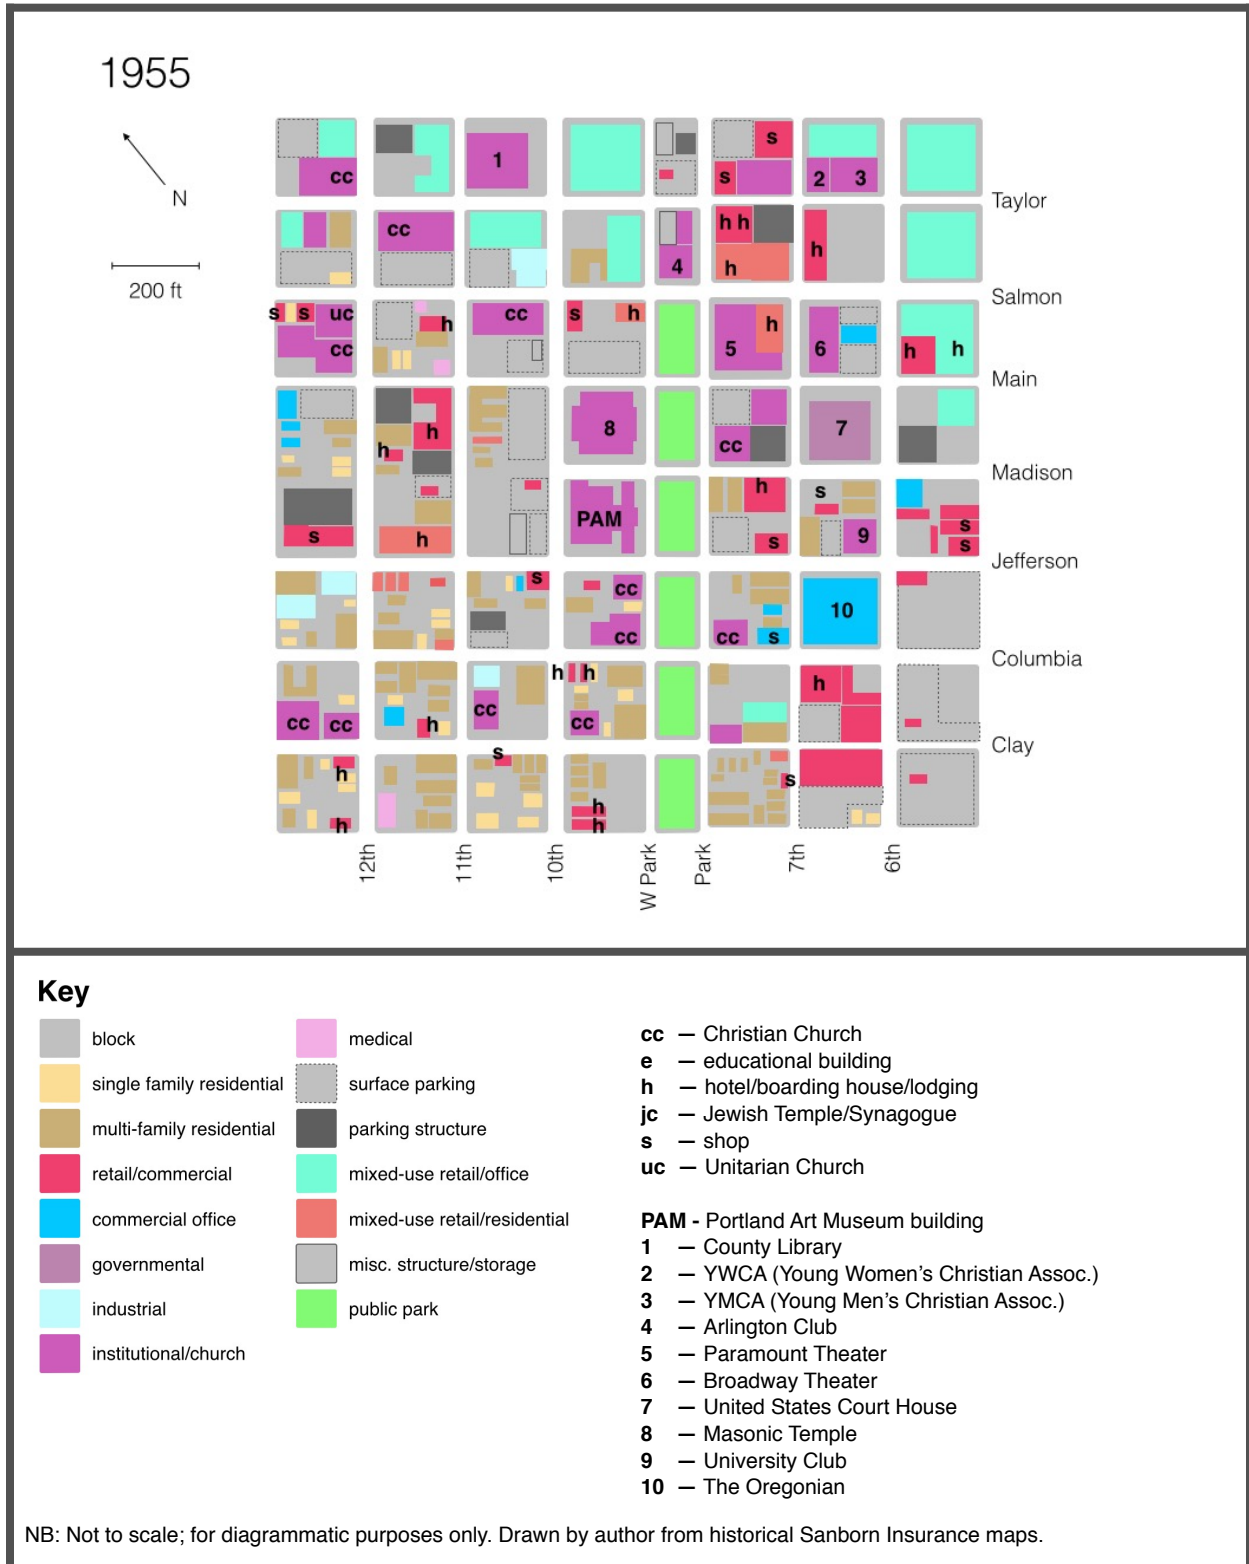 1955
N
200 ft
cc
1
s
s
2
3
Taylor
cc
4
h h
h
h
Salmon
s
s
uc
cc
h
cc
s
h
5
h
6
h
h
Main
h
h
8
cc
7
Madison
s
h
PAM
h
s
s
9
s
s
Jefferson
s
cc
cc
cc
s
10
Columbia
cc
cc
h
cc
h
h
cc
h
Clay
h
h
s
h
h
s
12th
11th
10th
W Park
Park
7th
6th
Key
block
single family residential
multi-family residential
retail/commercial
commercial office
governmental
industrial
institutional/church
medical
surface parking
parking structure
mixed-use retail/office
mixed-use retail/residential
misc. structure/storage
public park
cc — Christian Church
e — educational building
h — hotel/boarding house/lodging
jc — Jewish Temple/Synagogue
s — shop
uc — Unitarian Church
PAM - Portland Art Museum building
1 — County Library
2 — YWCA (Young Women’s Christian Assoc.)
3 — YMCA (Young Men’s Christian Assoc.)
4 — Arlington Club
5 — Paramount Theater
6 — Broadway Theater
7 — United States Court House
8 — Masonic Temple
9 — University Club
10 — The Oregonian
NB: Not to scale; for diagrammatic purposes only. Drawn by author from historical Sanborn Insurance maps.